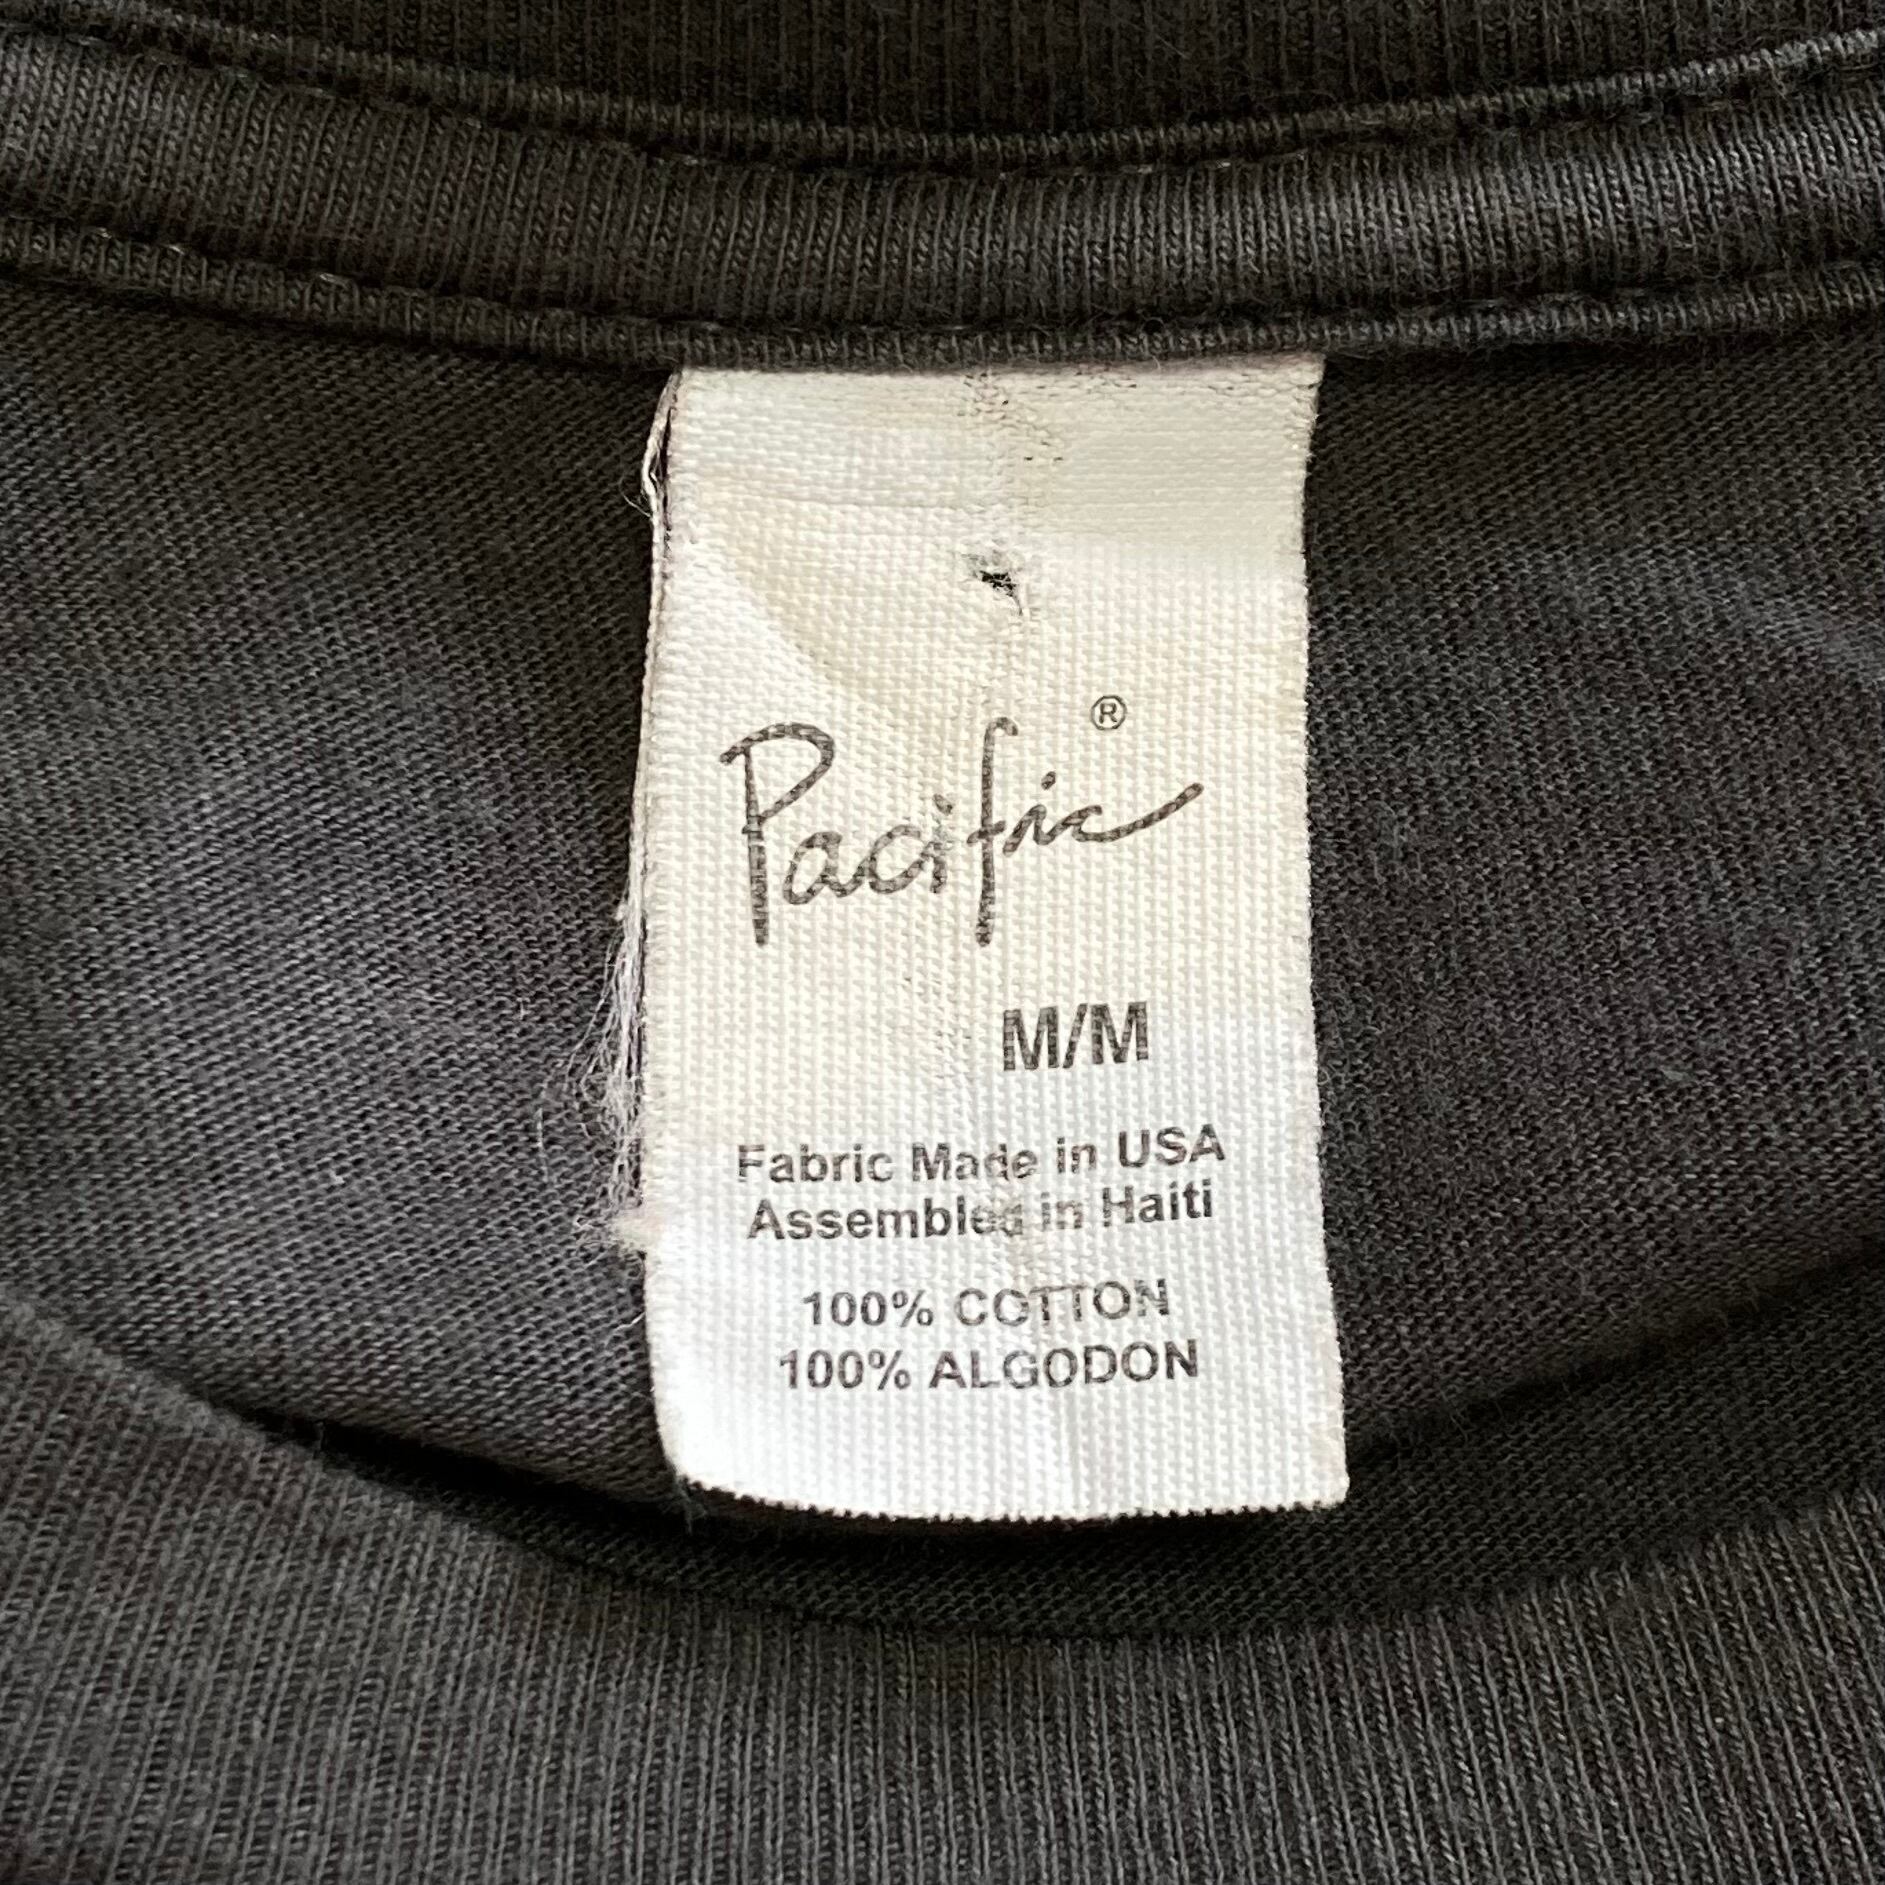 Pacific®
M/M
Fabric Made in USA
Assembled in Haiti
100% COTTON
100% ALGODON